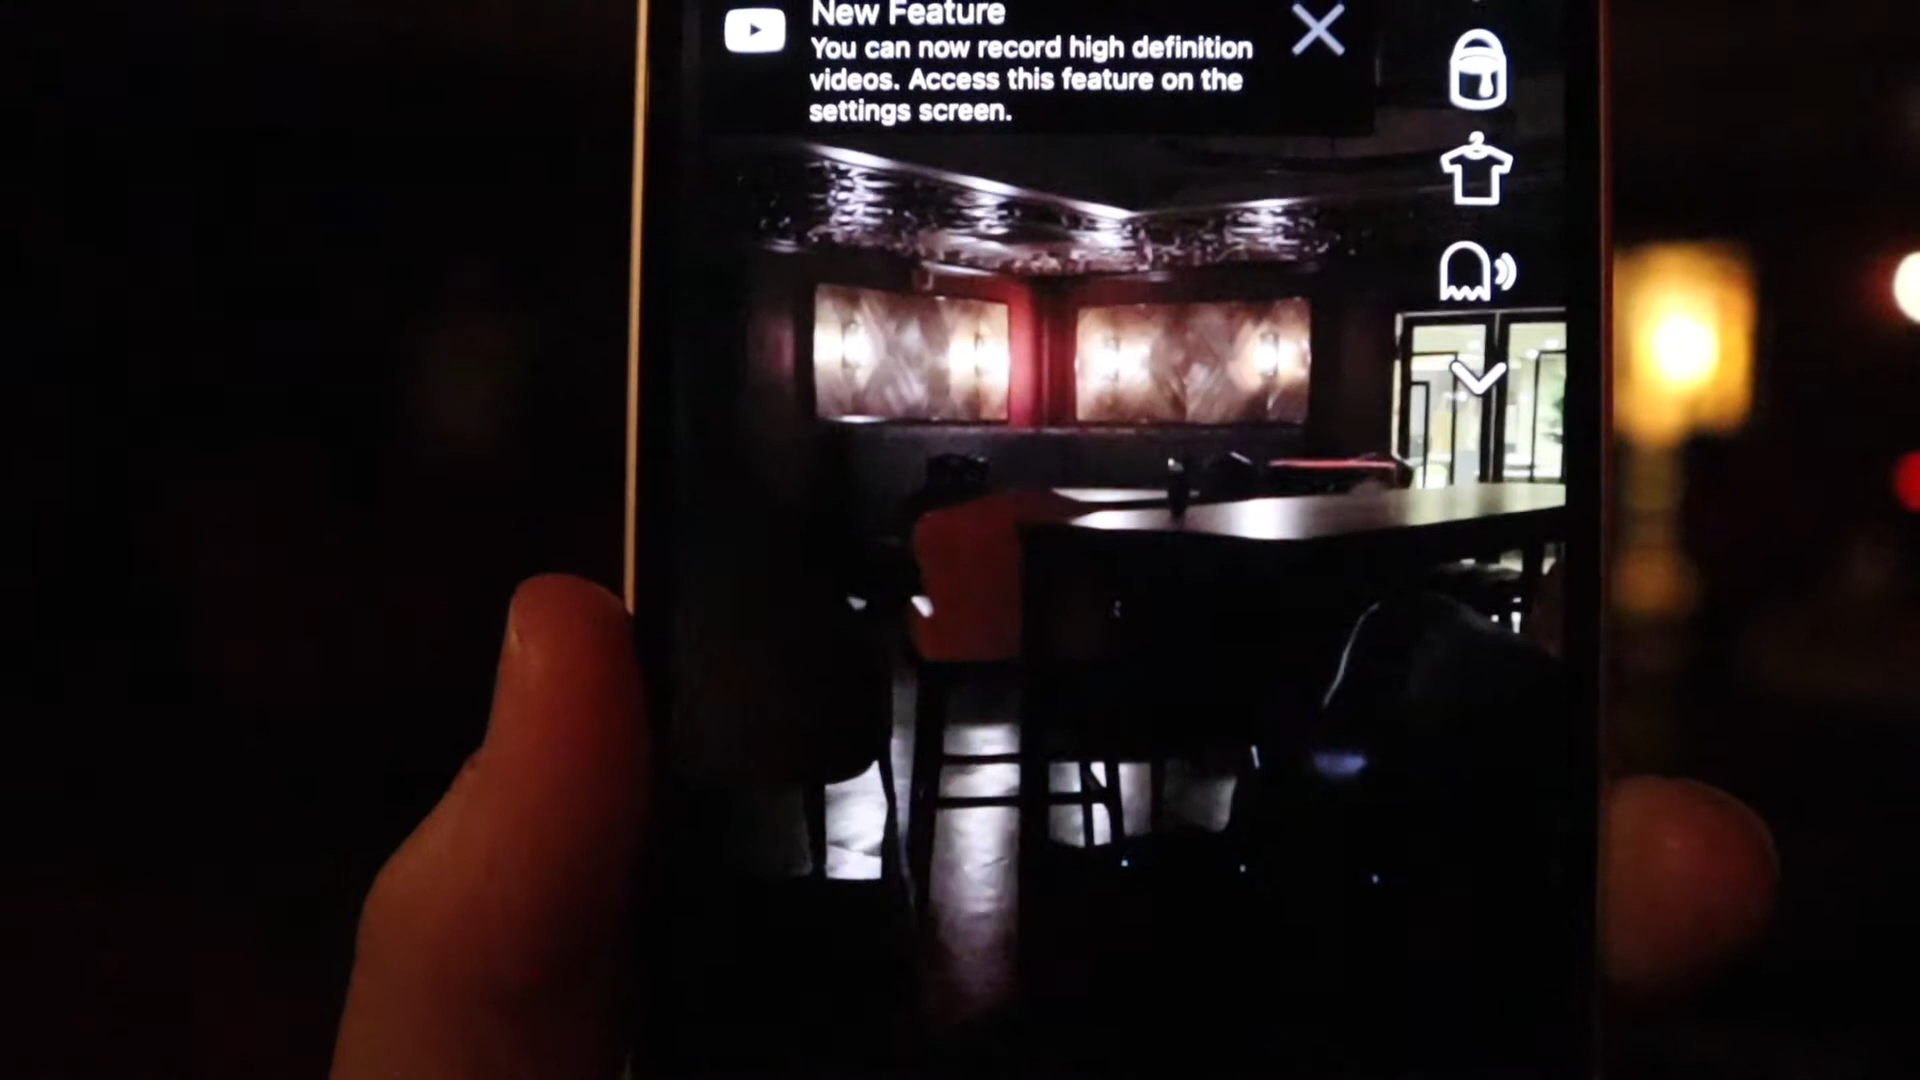 New Feature
You can now record high definition
videos. Access this feature on the
settings screen.